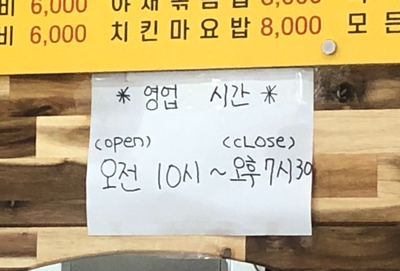 비 6,000 야채볶음밥 8,000
비 6,000 치킨마요밥 8,000 모든
* 영업 시간 *
(open) (CLOSE)
오전 10시 ~ 오후 7시30